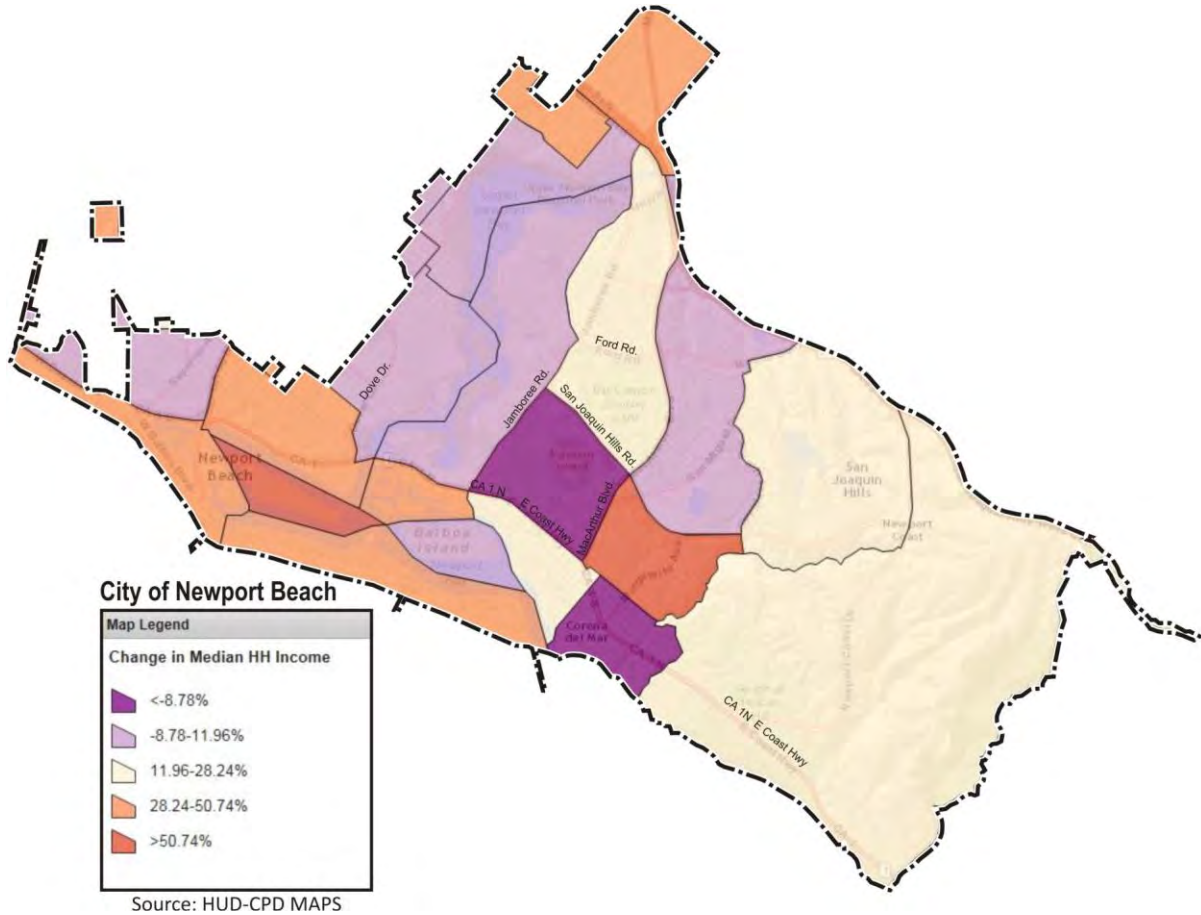 Ford Rd.
Dove Dr.
Jamboree Rd.
San Joaquin Hills Rd.
Newport
Beach
CA-1
San
Joaquin
Hills
CA 1 N
E Coast Hwy
MacArthur Blvd.
Newport
Coast
Balboa
Island
Corona
del Mar
CA 1N E Coast Hwy
City of Newport Beach
Map Legend
Change in Median HH Income
<-8.78%
-8.78-11.96%
11.96-28.24%
28.24-50.74%
>50.74%
Source: HUD-CPD MAPS